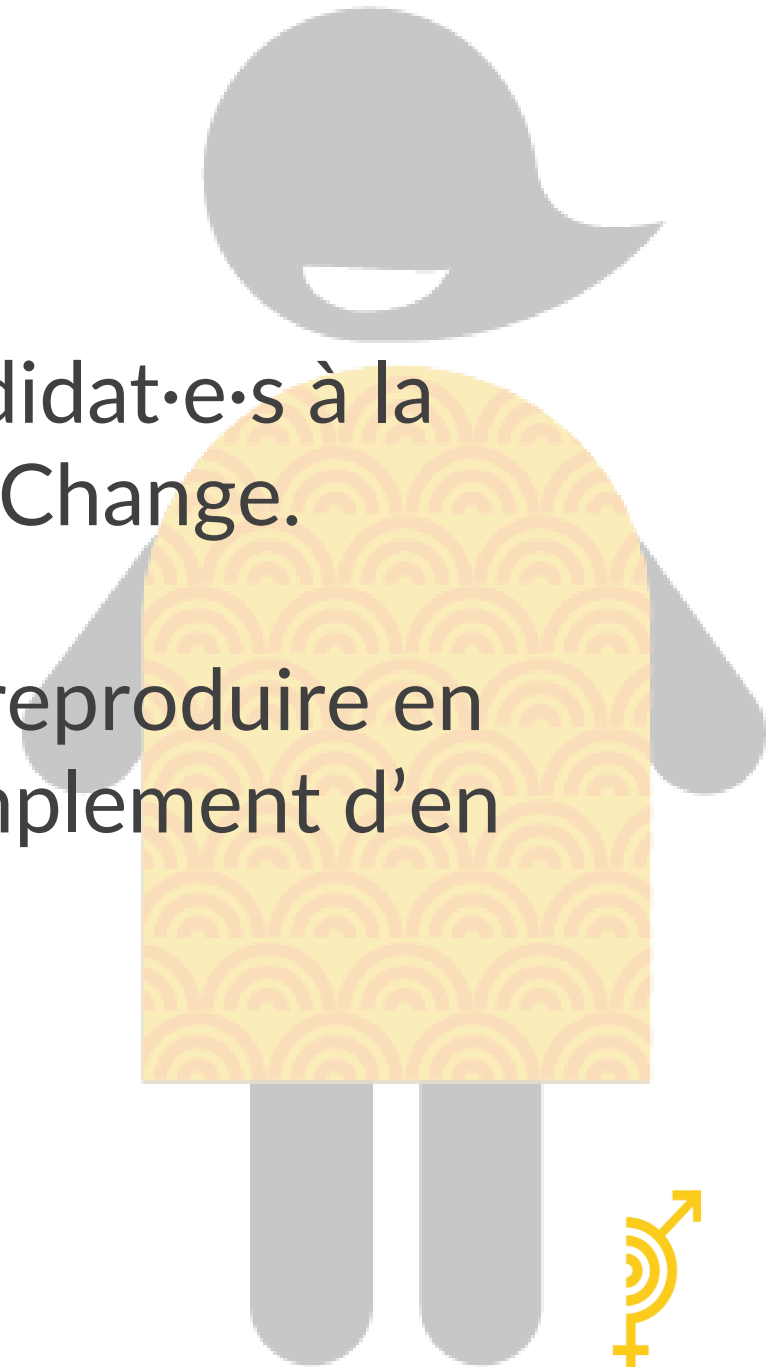 didat·e·s à la
Change.
reproduire en
nplement d’en